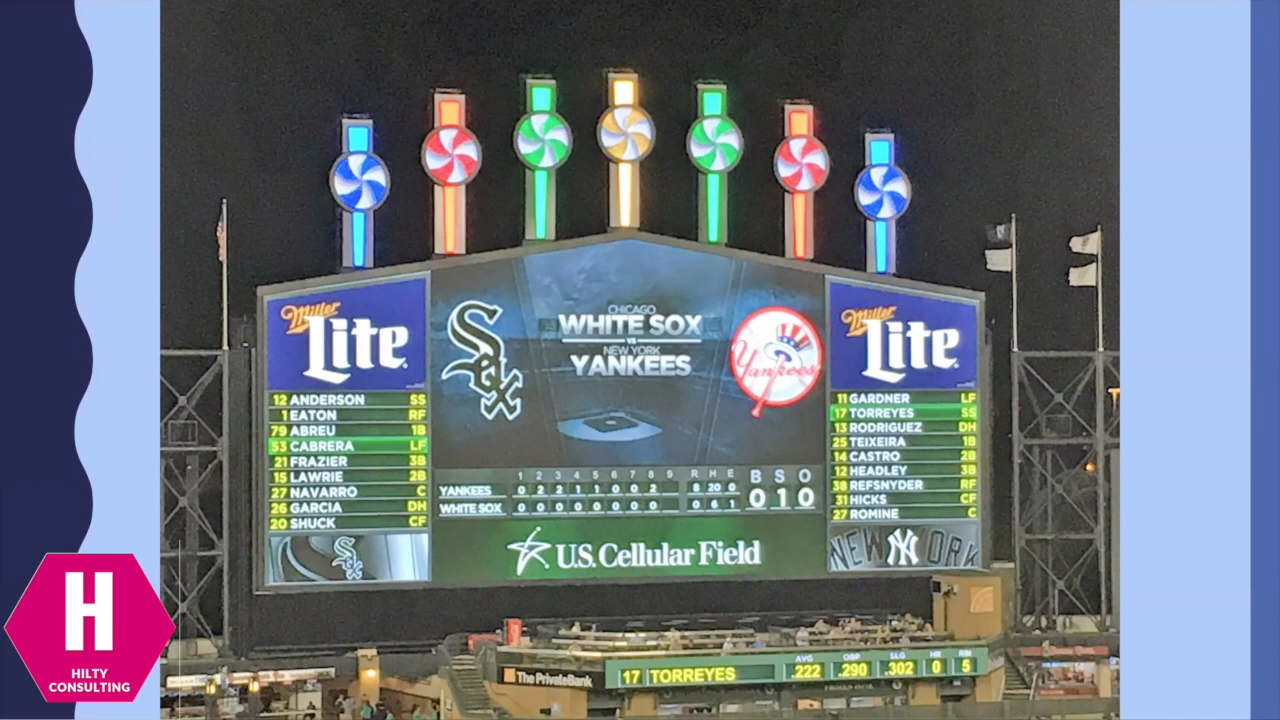 Miller
Lite
12 ANDERSON SS
1 EATON RF
79 ABREU 1B
53 CABRERA LF
21 FRAZIER 3B
15 LAWRIE 2B
27 NAVARRO C
26 GARCIA DH
20 SHUCK CF
Sox
CHICAGO
WHITE SOX
VS
NEW YORK
YANKEES
Yankees
1 2 3 4 5 6 7 8 9 R H E
YANKEES 0 2 2 1 1 0 0 2 8 20 0
WHITE SOX 0 0 0 0 0 0 0 0 0 6 1
B S O
0 1 0
U.S. Cellular Field
Miller
Lite
11 GARDNER LF
17 TORREYES SS
13 RODRIGUEZ DH
25 TEIXEIRA 1B
14 CASTRO 2B
12 HEADLEY 3B
38 REFSNYDER RF
31 HICKS CF
27 ROMINE C
NEW YORK
NY
The PrivateBank
17 TORREYES
AVG OBP SLG HR RBI
.222 .290 .302 0 5
H
HILTY
CONSULTING